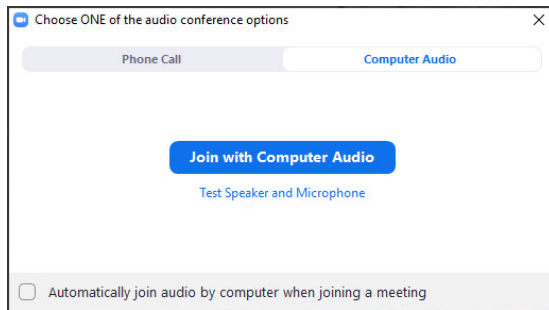 Choose ONE of the audio conference options
Phone Call
Computer Audio
Join with Computer Audio
Test Speaker and Microphone
Automatically join audio by computer when joining a meeting